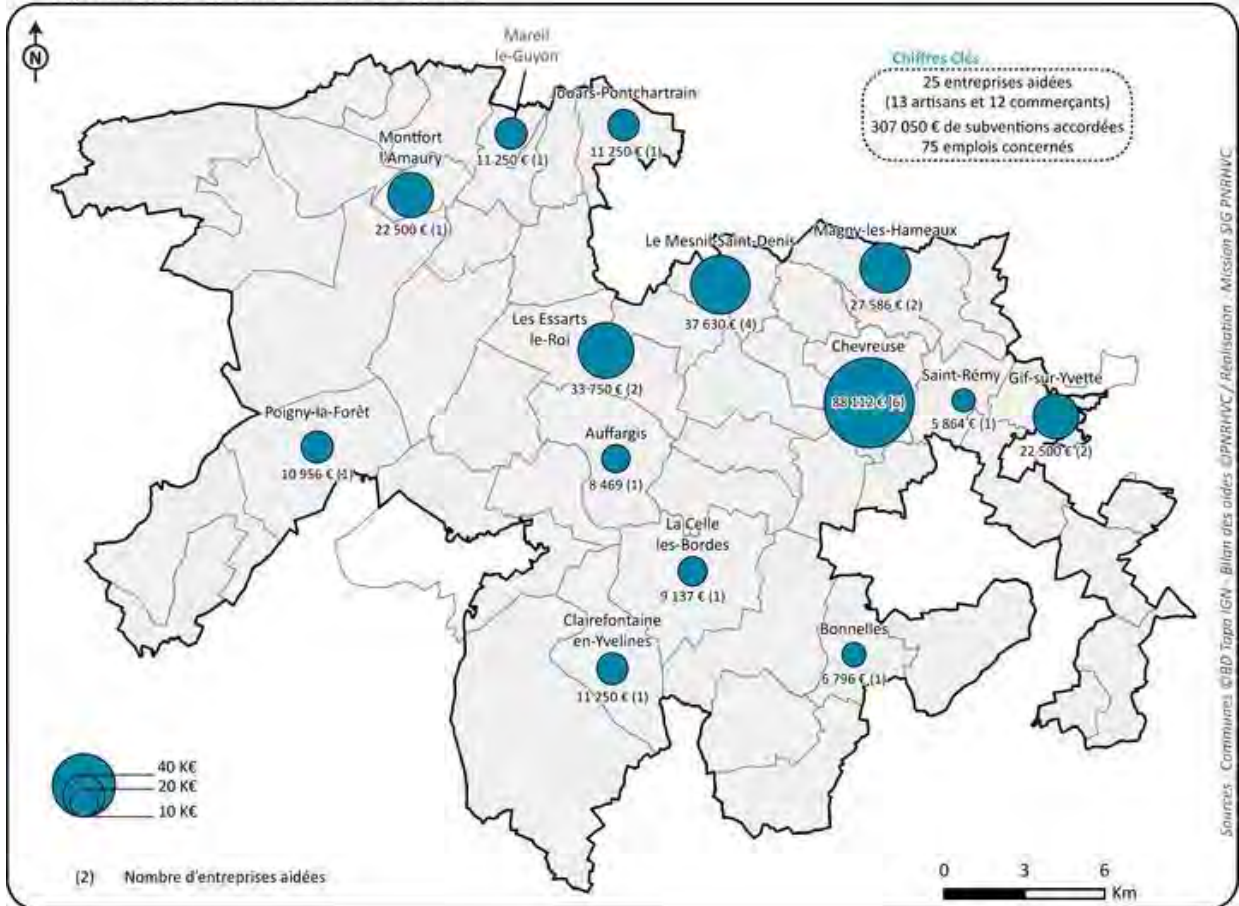 N
Mareil
le-Guyon
Jouars-Pontchartrain
11 250 € (1)
11 250 € (1)
Montfort
l'Amaury
22 500 € (1)
Chiffres Clés
25 entreprises aidées
(13 artisans et 12 commerçants)
307 050 € de subventions accordées
75 emplois concernés
Le Mesnil-Saint-Denis
37 630 € (4)
Magny-les-Hameaux
27 586 € (2)
Les Essarts
le-Roi
33 750 € (2)
Chevreuse
88 112 € (6)
Saint-Rémy
5 864 € (1)
Gif-sur-Yvette
22 500 € (2)
Poigny-la-Forêt
10 956 € (1)
Auffargis
8 469 (1)
La Celle
les-Bordes
9 137 € (1)
Clairefontaine
en-Yvelines
11 250 € (1)
Bonnelles
6 796 € (1)
40 K€
20 K€
10 K€
(2) Nombre d'entreprises aidées
0 3 6
Km
Sources : Communes ©BD Topo IGN - Bilan des aides ©PNRHVC/ Réalisation : Mission SIG PNRHVC